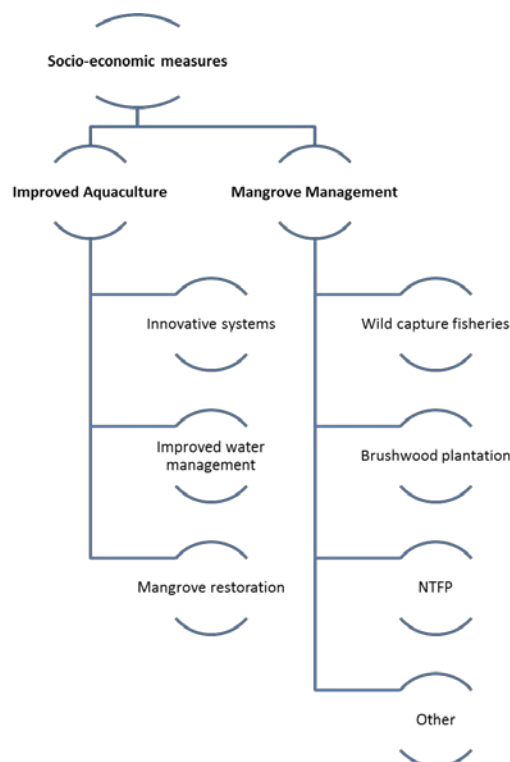 Socio-economic measures
Improved Aquaculture
Mangrove Management
Innovative systems
Wild capture fisheries
Improved water
management
Brushwood plantation
Mangrove restoration
NTFP
Other